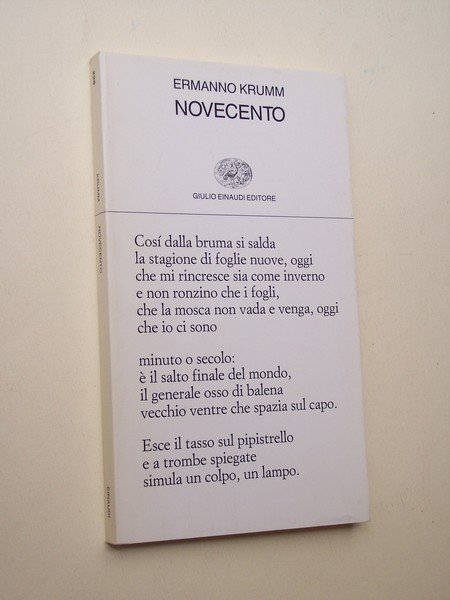 ERMANNO KRUMM
NOVECENTO
GIULIO EINAUDI EDITORE
Cosí dalla bruma si salda
la stagione di foglie nuove, oggi
che mi rincresce sia come inverno
e non ronzino che i fogli,
che la mosca non vada e venga, oggi
che io ci sono
minuto o secolo:
è il salto finale del mondo,
il generale osso di balena
vecchio ventre che spazia sul capo.
Esce il tasso sul pipistrello
e a trombe spiegate
simula un colpo, un lampo.
KRUMM
NOVECENTO
EINAUDI